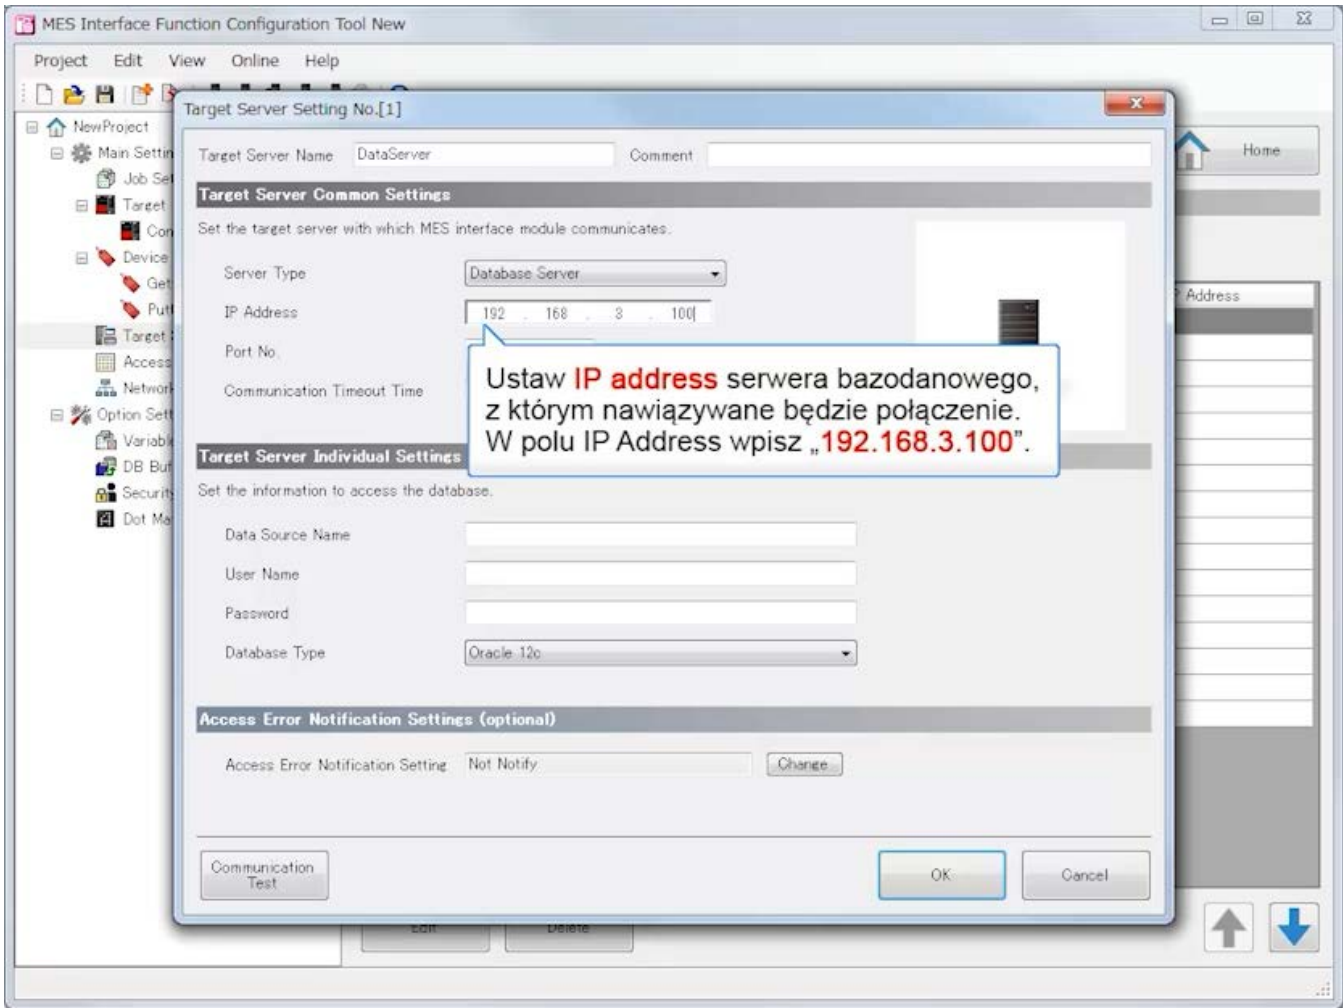 MES Interface Function Configuration Tool New
Project Edit View Online Help
Target Server Setting No.[1]
NewProject
Main Settin
Job Set
Target
Con
Device
Get
Put
Target
Access
Network
Option Sett
Variabl
DB Buf
Security
Dot Ma
Home
Address
Target Server Name DataServer Comment
Target Server Common Settings
Set the target server with which MES interface module communicates.
Server Type Database Server
IP Address 192 . 168 . 3 . 100
Port No.
Communication Timeout Time
Ustaw IP address serwera bazodanowego,
z którym nawiązywane będzie połączenie.
W polu IP Address wpisz „192.168.3.100”.
Target Server Individual Settings
Set the information to access the database.
Data Source Name
User Name
Password
Database Type Oracle 12c
Access Error Notification Settings (optional)
Access Error Notification Setting Not Notify Change
Communication
Test
OK Cancel
Edit Delete